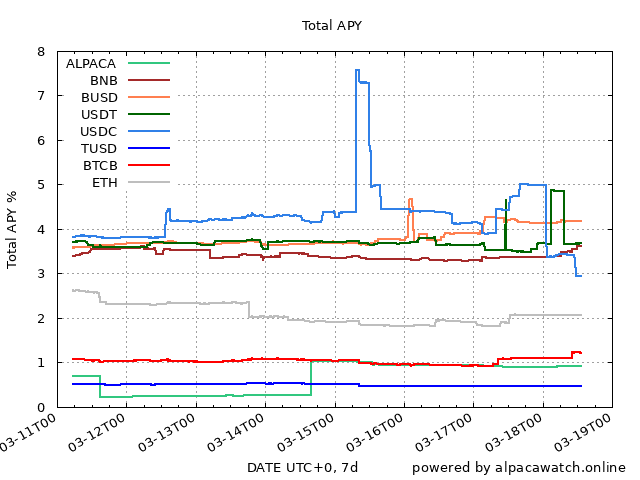 Total APY
8
7
6
5
4
3
2
1
0
Total APY %
ALPACA
BNB
BUSD
USDT
USDC
TUSD
BTCB
ETH
03-11T00
03-12T00
03-13T00
03-14T00
03-15T00
03-16T00
03-17T00
03-18T00
03-19T00
DATE UTC+0, 7d
powered by alpacawatch.online